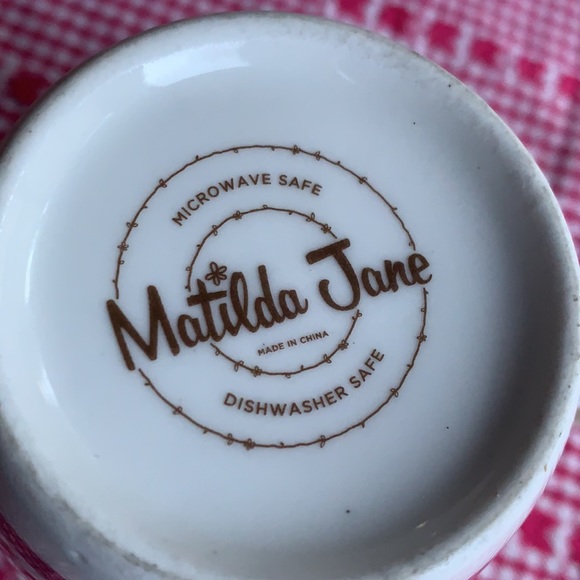 MICROWAVE SAFE
Matilda Jane
MADE IN CHINA
DISHWASHER SAFE